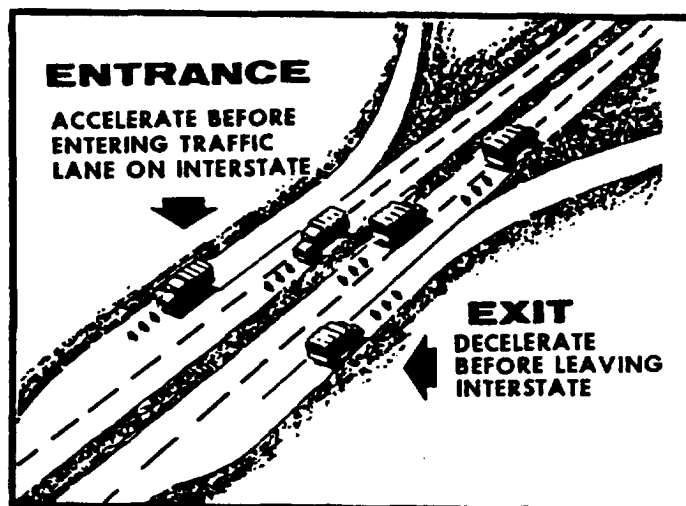 ENTRANCE
ACCELERATE BEFORE
ENTERING TRAFFIC
LANE ON INTERSTATE
EXIT
DECELERATE
BEFORE LEAVING
INTERSTATE